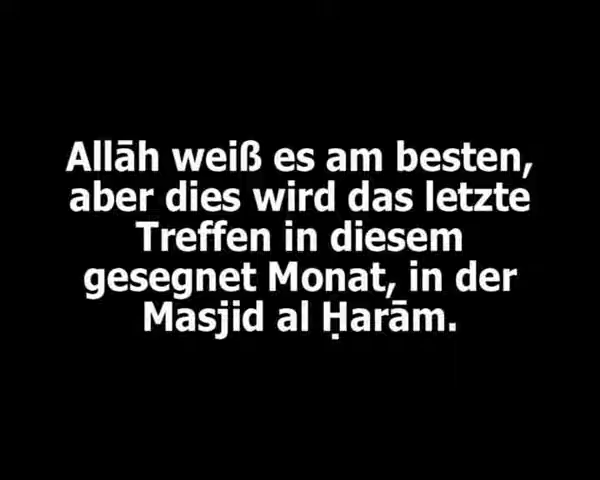 Allāh weiß es am besten,
aber dies wird das letzte
Treffen in diesem
gesegnet Monat, in der
Masjid al Ḥarām.